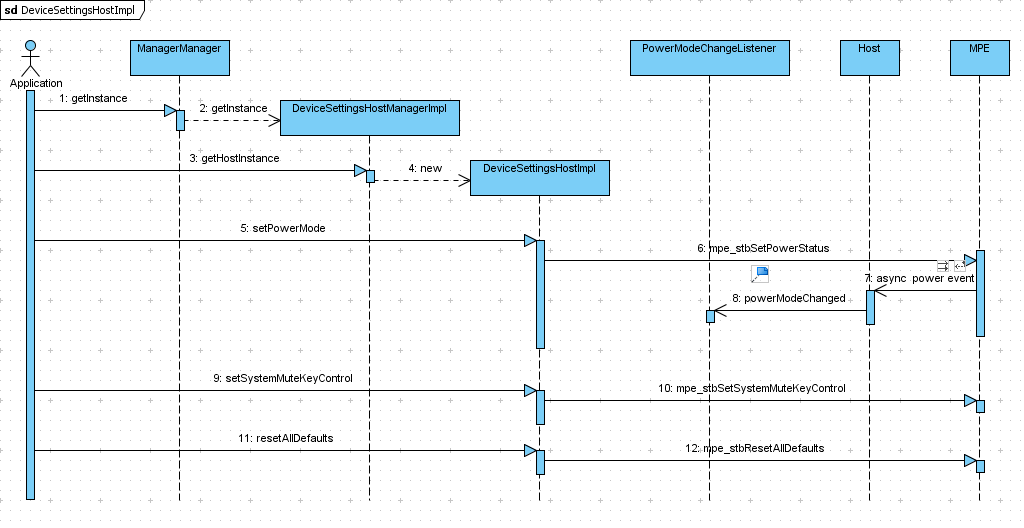 sd DeviceSettingsHostImpl
Application
ManagerManager
PowerModeChangeListener
Host
MPE
1: getInstance
2: getInstance
DeviceSettingsHostManagerImpl
3: getHostInstance
4: new
DeviceSettingsHostImpl
5: setPowerMode
6: mpe_stbSetPowerStatus
7: async power event
8: powerModeChanged
9: setSystemMuteKeyControl
10: mpe_stbSetSystemMuteKeyControl
11: resetAllDefaults
12: mpe_stbResetAllDefaults